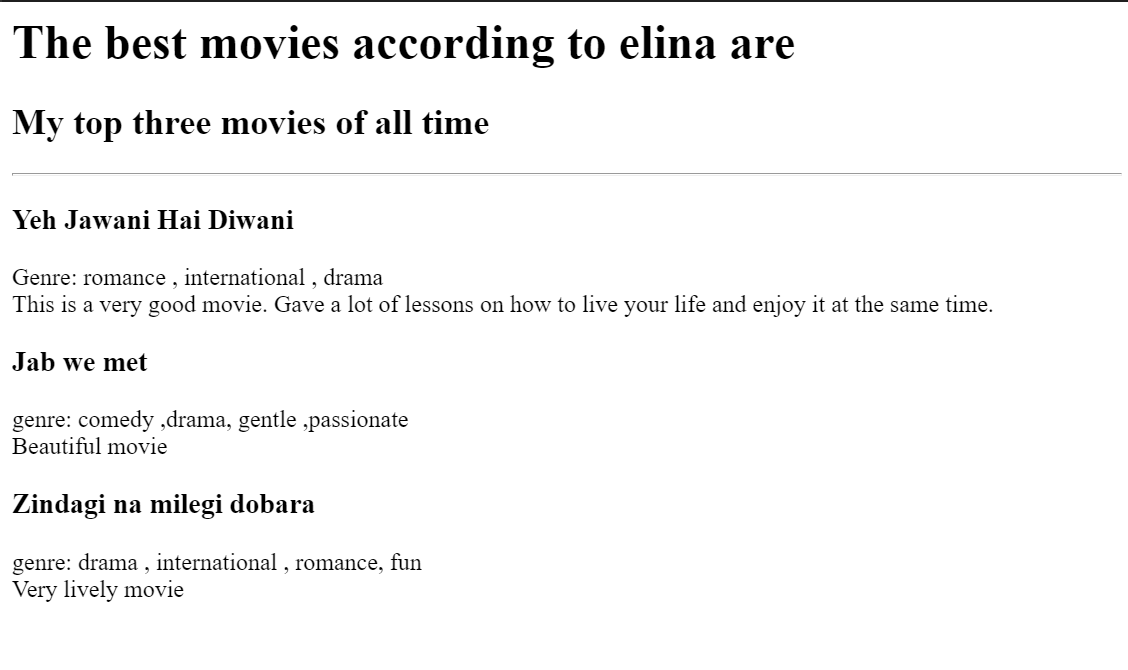 The best movies according to elina are
My top three movies of all time
Yeh Jawani Hai Diwani
Genre: romance , international , drama
This is a very good movie. Gave a lot of lessons on how to live your life and enjoy it at the same time.
Jab we met
genre: comedy ,drama, gentle ,passionate
Beautiful movie
Zindagi na milegi dobara
genre: drama , international , romance, fun
Very lively movie